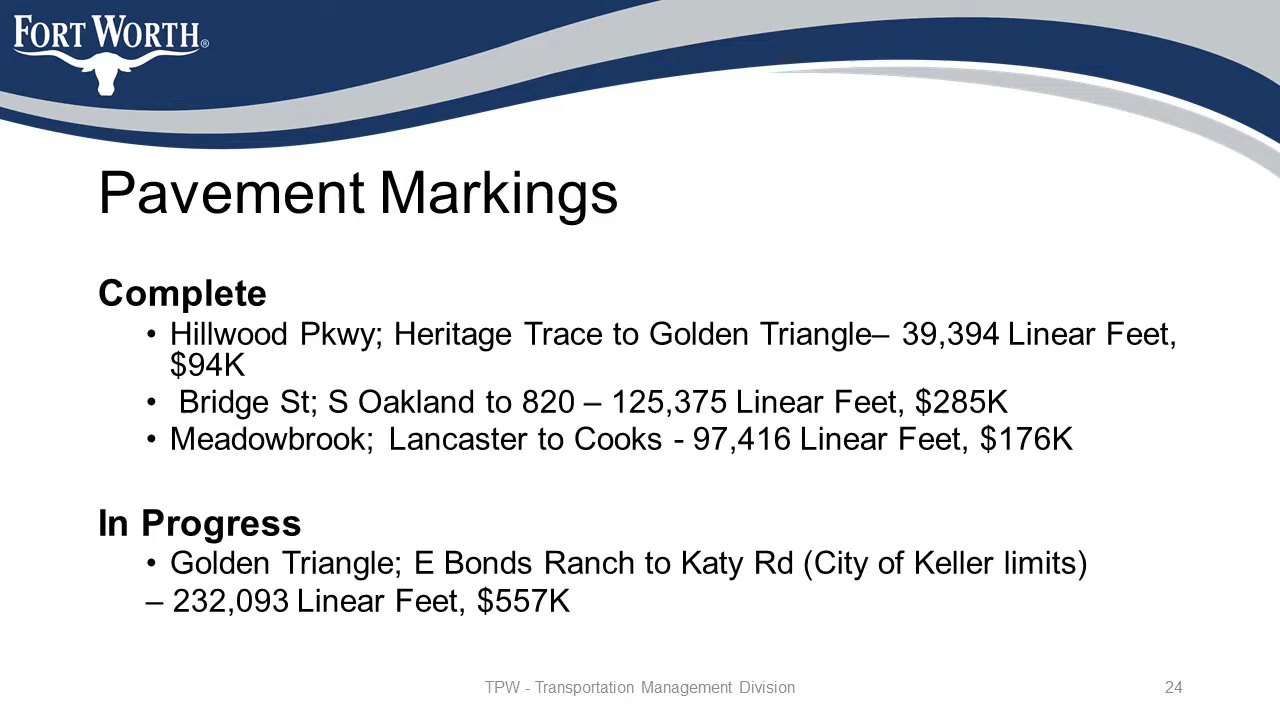 FORT WORTH®
Pavement Markings
Complete
• Hillwood Pkwy; Heritage Trace to Golden Triangle– 39,394 Linear Feet,
$94K
• Bridge St; S Oakland to 820 – 125,375 Linear Feet, $285K
• Meadowbrook; Lancaster to Cooks - 97,416 Linear Feet, $176K
In Progress
• Golden Triangle; E Bonds Ranch to Katy Rd (City of Keller limits)
– 232,093 Linear Feet, $557K
TPW - Transportation Management Division
24